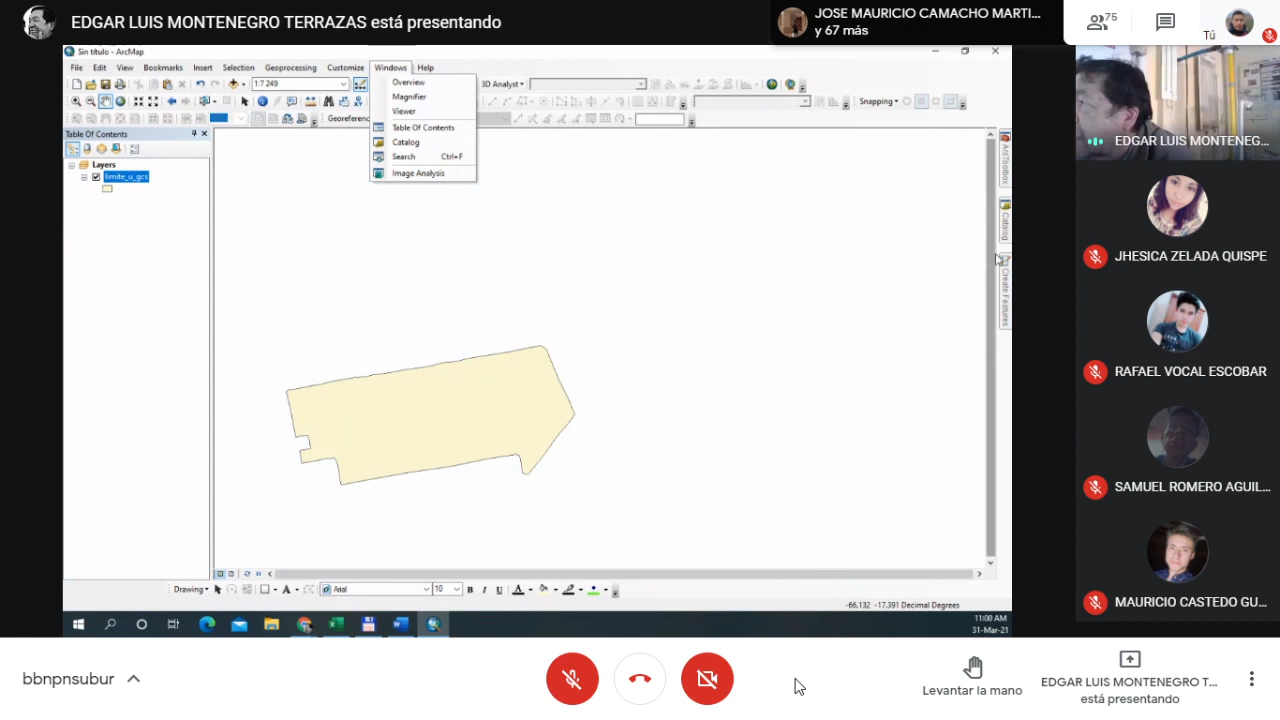 EDGAR LUIS MONTENEGRO TERRAZAS está presentando
JOSE MAURICIO CAMACHO MARTI...
y 67 más
75
Tú
Sin título - ArcMap
File Edit View Bookmarks Insert Selection Geoprocessing Customize Windows Help
1:7 249
3D Analyst
Snapping
Georeferenc
Overview
Magnifier
Viewer
Table Of Contents
Catalog
Search Ctrl+F
Image Analysis
Table Of Contents
Layers
limite_u_gcs
ArcToolbox
Catalog
Create Features
Drawing
Arial
10
B I U A
-66.132 -17.391 Decimal Degrees
11:00 AM
31-Mar-21
EDGAR LUIS MONTENEG...
JHESICA ZELADA QUISPE
RAFAEL VOCAL ESCOBAR
SAMUEL ROMERO AGUIL...
MAURICIO CASTEDO GU...
bbnpnsubur
Levantar la mano
EDGAR LUIS MONTENEGRO T...
está presentando